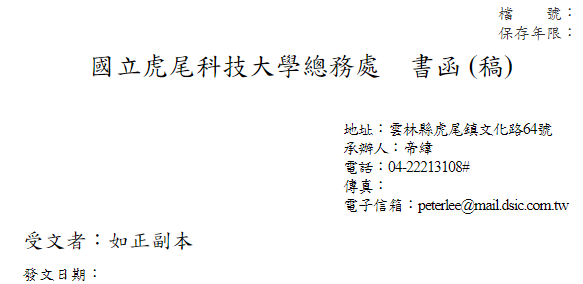 檔　　號：
保存年限：
國立虎尾科技大學總務處　書函(稿)
地址：雲林縣虎尾鎮文化路64號
承辦人：帝緯
電話：04-22213108#
傳真：
電子信箱：peterlee@mail.dsic.com.tw
受文者：如正副本
發文日期：